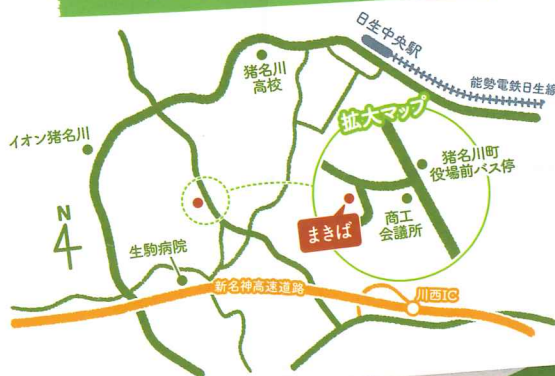 日生中央駅
能勢電鉄日生線
猪名川
高校
拡大マップ
イオン猪名川
猪名川町
役場前バス停
商工
会議所
まきば
N
生駒病院
新名神高速道路
川西IC